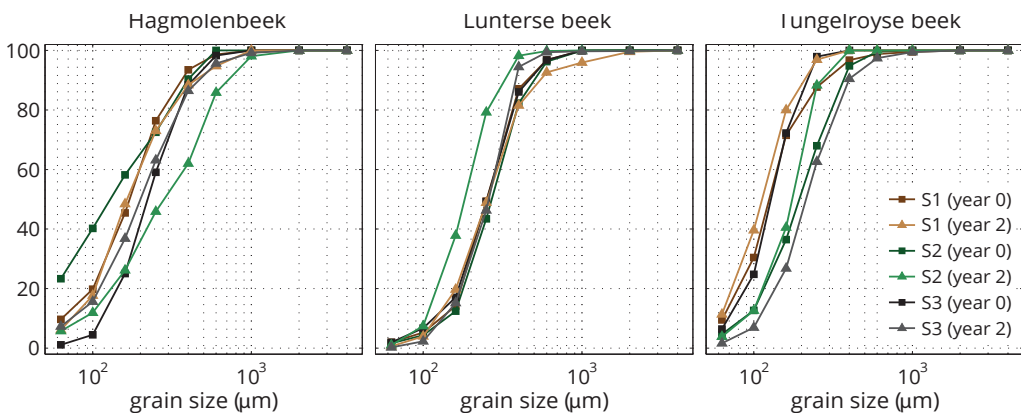 Hagmolenbeek
Lunterse beek
Tungelroyse beek
100
80
60
40
20
0
S1 (year 0)
S1 (year 2)
S2 (year 0)
S2 (year 2)
S3 (year 0)
S3 (year 2)
10² 10³
10² 10³
10² 10³
grain size (μm)
grain size (μm)
grain size (μm)